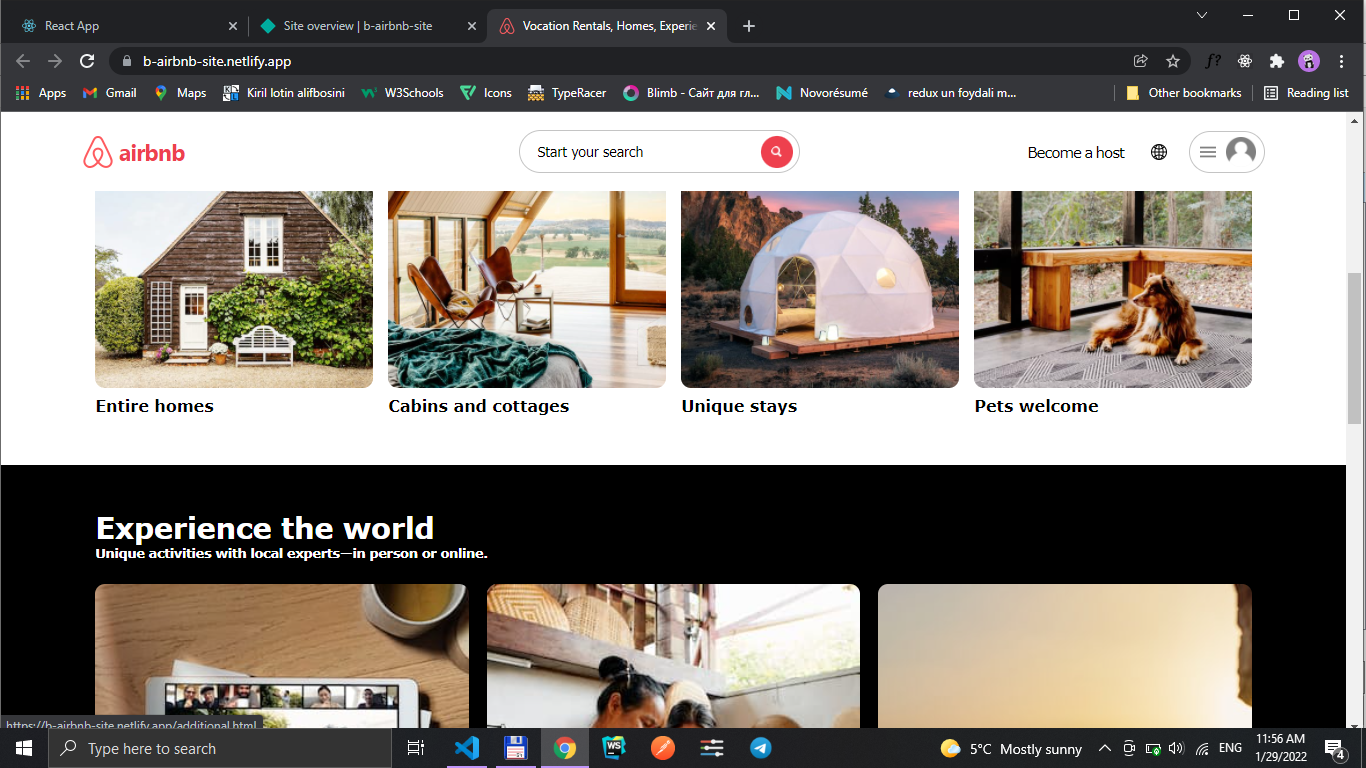 React App
Site overview | b-airbnb-site
Vocation Rentals, Homes, Experie
b-airbnb-site.netlify.app
f?
Apps
Gmail
Maps
Kiril lotin alifbosini
W3Schools
Icons
TypeRacer
Blimb - Сайт для гл...
Novorésumé
redux un foydali m...
Other bookmarks
Reading list
airbnb
Start your search
Become a host
Entire homes
Cabins and cottages
Unique stays
Pets welcome
Experience the world
Unique activities with local experts—in person or online.
https://b-airbnb-site.netlify.app/additional.html
Type here to search
WS
5°C Mostly sunny
ENG
11:56 AM
1/29/2022
4